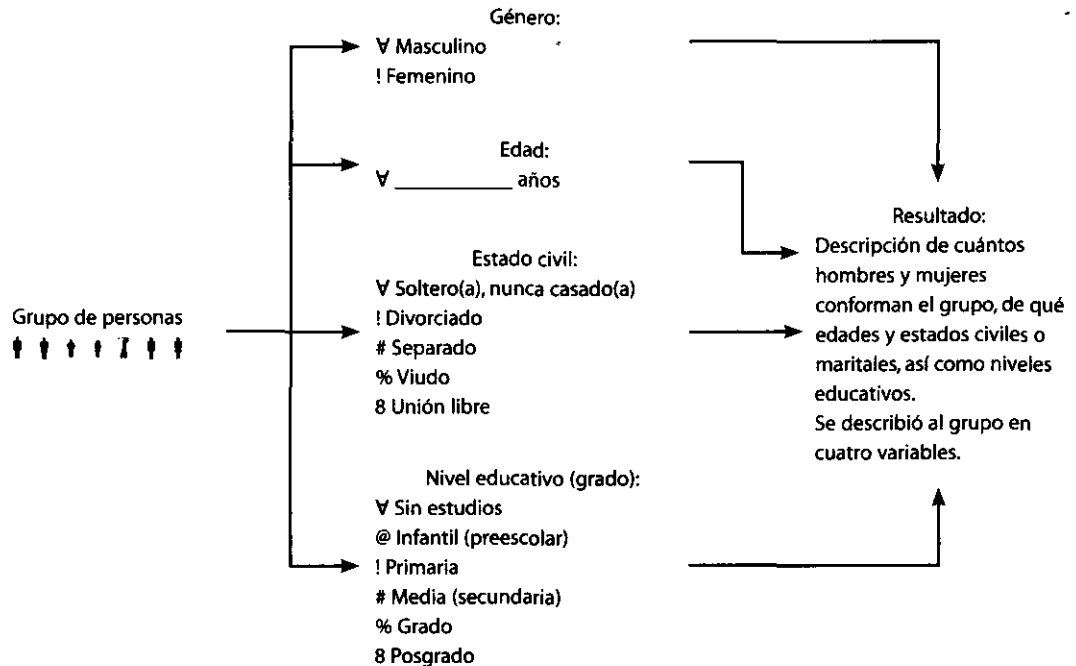 Género:
∀ Masculino
! Femenino
Edad:
∀ ____________ años
Estado civil:
∀ Soltero(a), nunca casado(a)
! Divorciado
# Separado
% Viudo
8 Unión libre
Grupo de personas
Nivel educativo (grado):
∀ Sin estudios
@ Infantil (preescolar)
! Primaria
# Media (secundaria)
% Grado
8 Posgrado
Resultado:
Descripción de cuántos
hombres y mujeres
conforman el grupo, de qué
edades y estados civiles o
maritales, así como niveles
educativos.
Se describió al grupo en
cuatro variables.